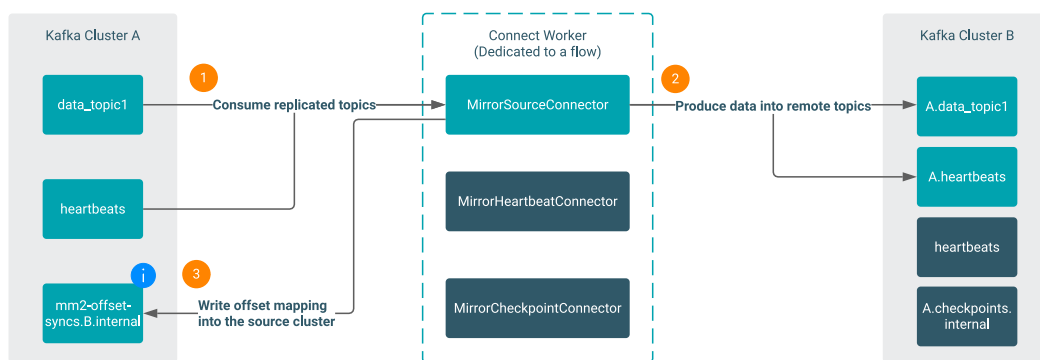 Kafka Cluster A
Connect Worker
(Dedicated to a flow)
Kafka Cluster B
1
2
data_topic1
Consume replicated topics
MirrorSourceConnector
Produce data into remote topics
A.data_topic1
heartbeats
MirrorHeartbeatConnector
A.heartbeats
heartbeats
i
3
mm2-offset-
syncs.B.internal
Write offset mapping
into the source cluster
MirrorCheckpointConnector
A.checkpoints.
internal